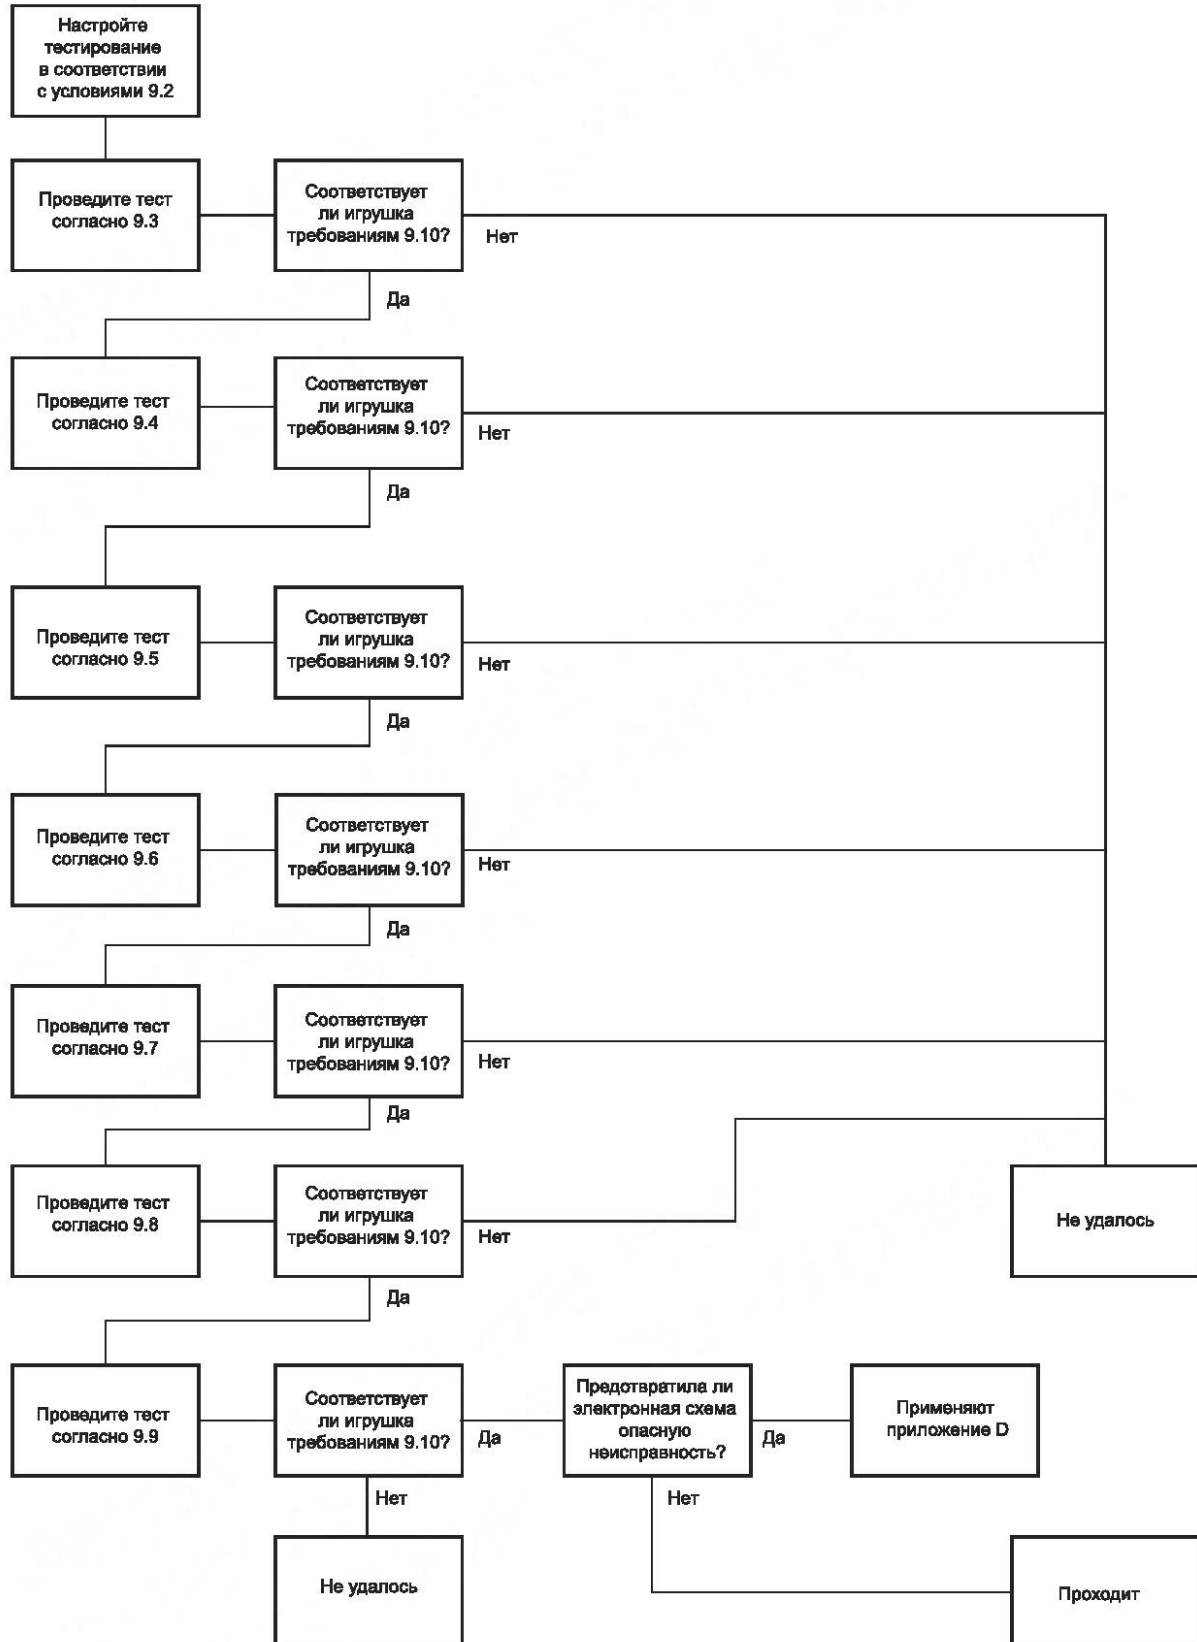 Настройте
тестирование
в соответствии
с условиями 9.2
Проведите тест
согласно 9.3
Соответствует
ли игрушка
требованиям 9.10?
Нет
Да
Проведите тест
согласно 9.4
Соответствует
ли игрушка
требованиям 9.10?
Нет
Да
Проведите тест
согласно 9.5
Соответствует
ли игрушка
требованиям 9.10?
Нет
Да
Проведите тест
согласно 9.6
Соответствует
ли игрушка
требованиям 9.10?
Нет
Да
Проведите тест
согласно 9.7
Соответствует
ли игрушка
требованиям 9.10?
Нет
Да
Проведите тест
согласно 9.8
Соответствует
ли игрушка
требованиям 9.10?
Нет
Не удалось
Да
Проведите тест
согласно 9.9
Соответствует
ли игрушка
требованиям 9.10?
Да
Предотвратила ли
электронная схема
опасную
неисправность?
Да
Применяют
приложение D
Нет
Нет
Не удалось
Проходит